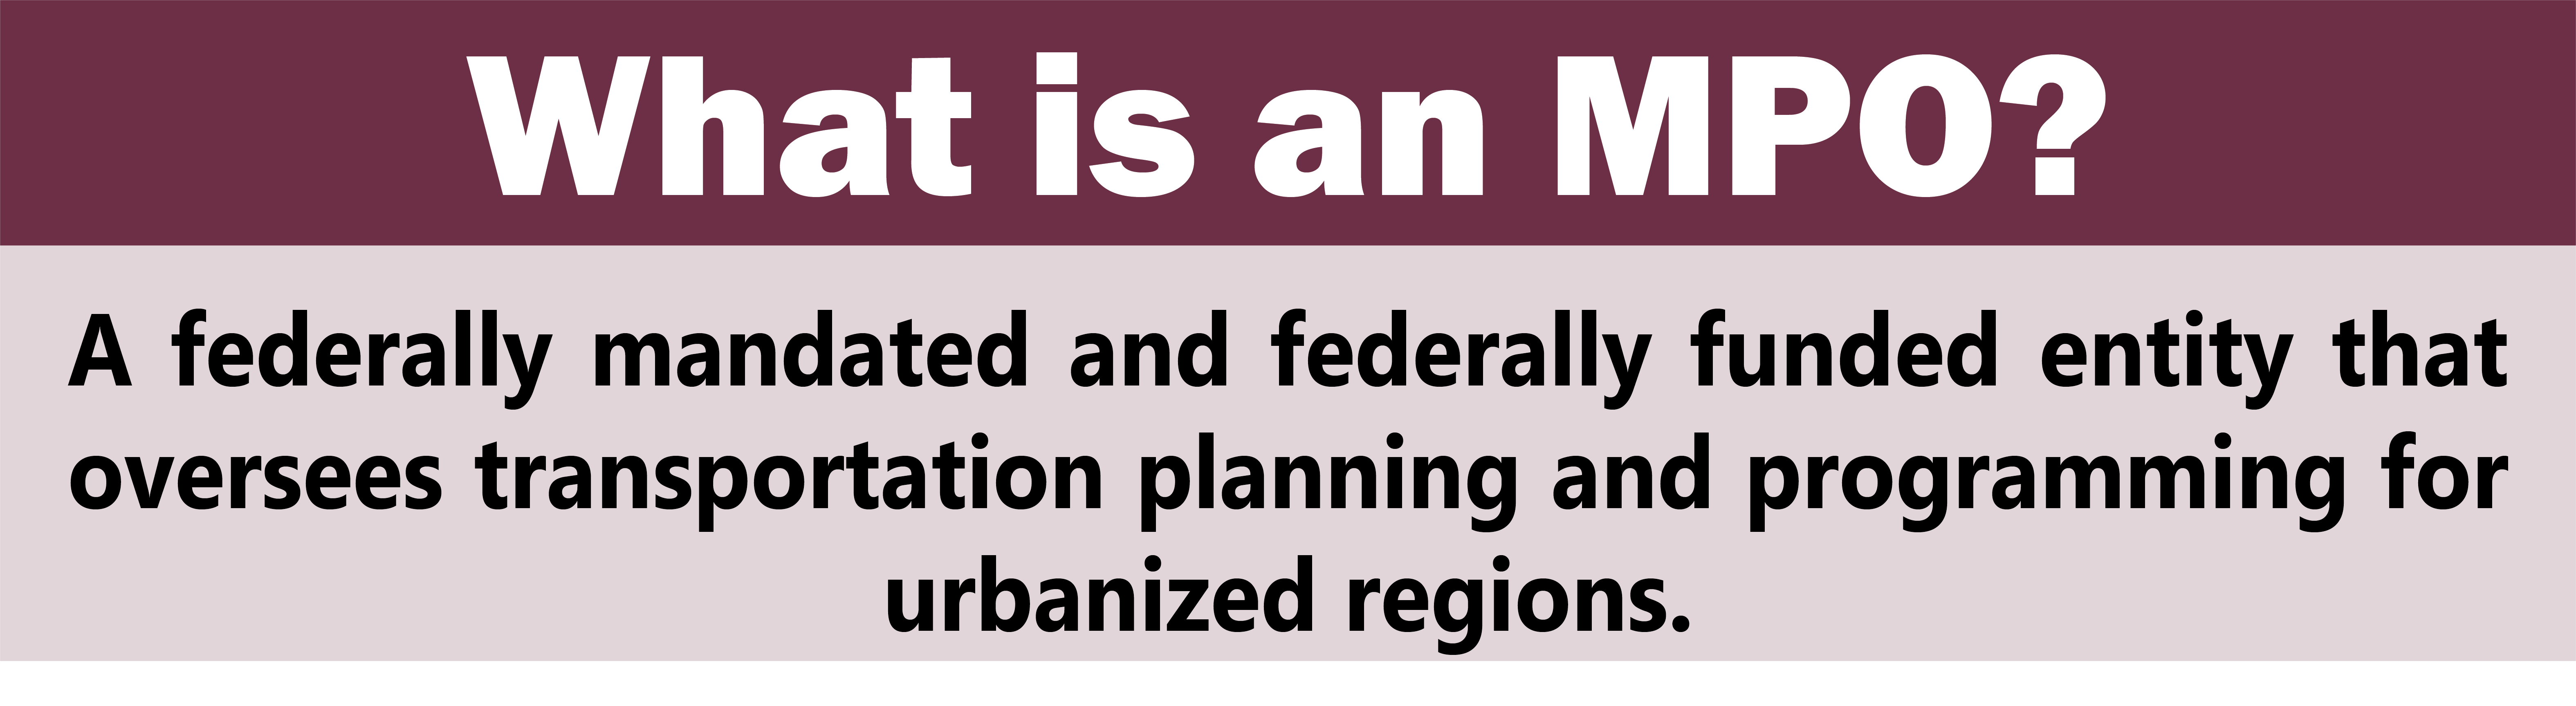 What is an MPO?
A federally mandated and federally funded entity that
oversees transportation planning and programming for
urbanized regions.